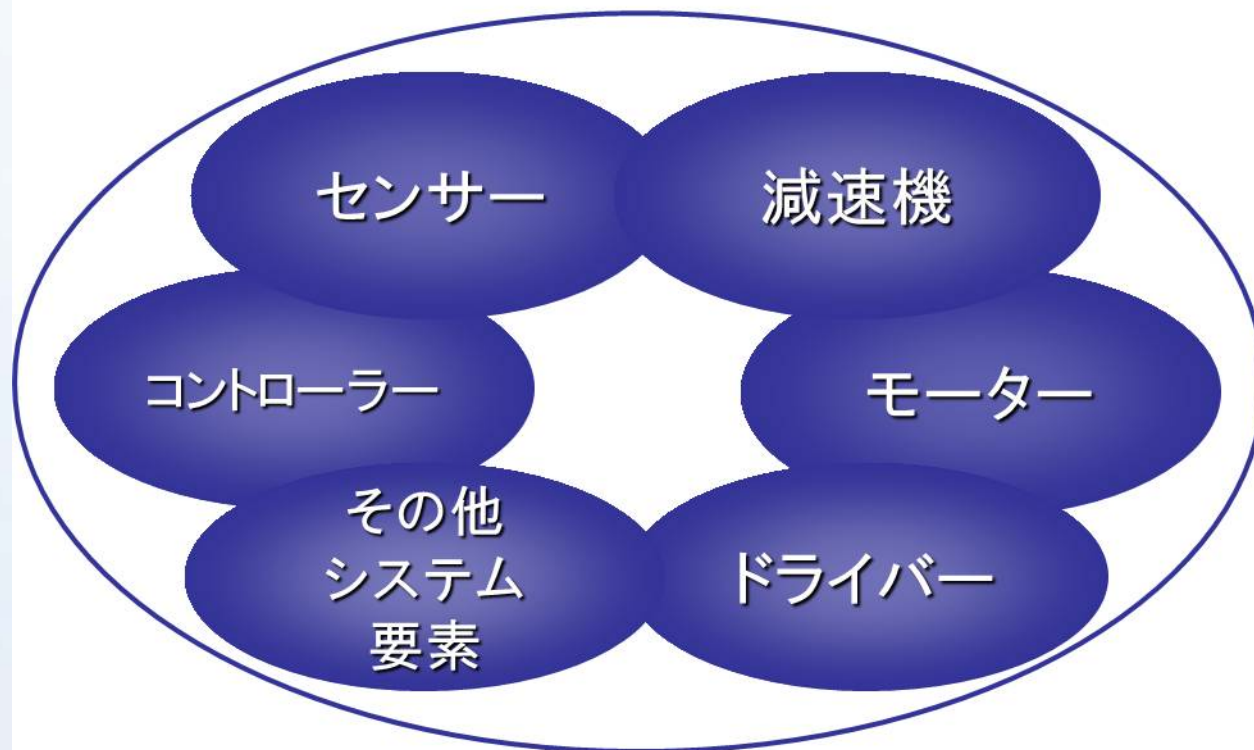 センサー
減速機
コントローラー
モーター
その他
システム
要素
ドライバー